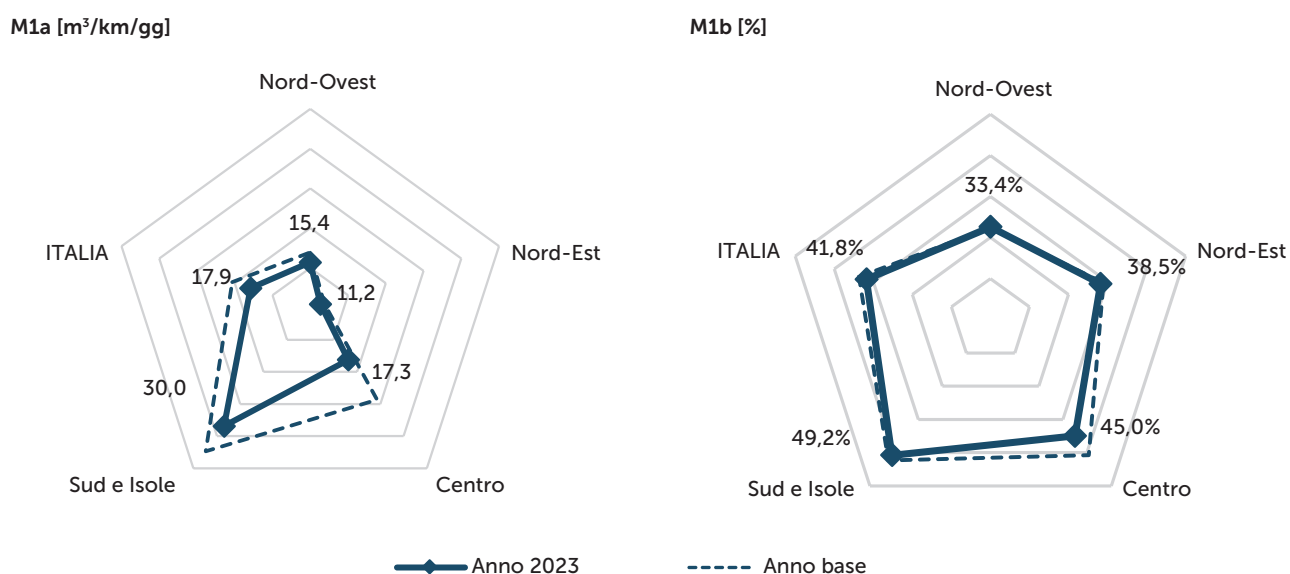 M1a [m³/km/gg]
Nord-Ovest
15,4
ITALIA
17,9
11,2
Nord-Est
30,0
17,3
Sud e Isole
Centro
M1b [%]
Nord-Ovest
33,4%
ITALIA
41,8%
38,5%
Nord-Est
49,2%
45,0%
Sud e Isole
Centro
Anno 2023
Anno base